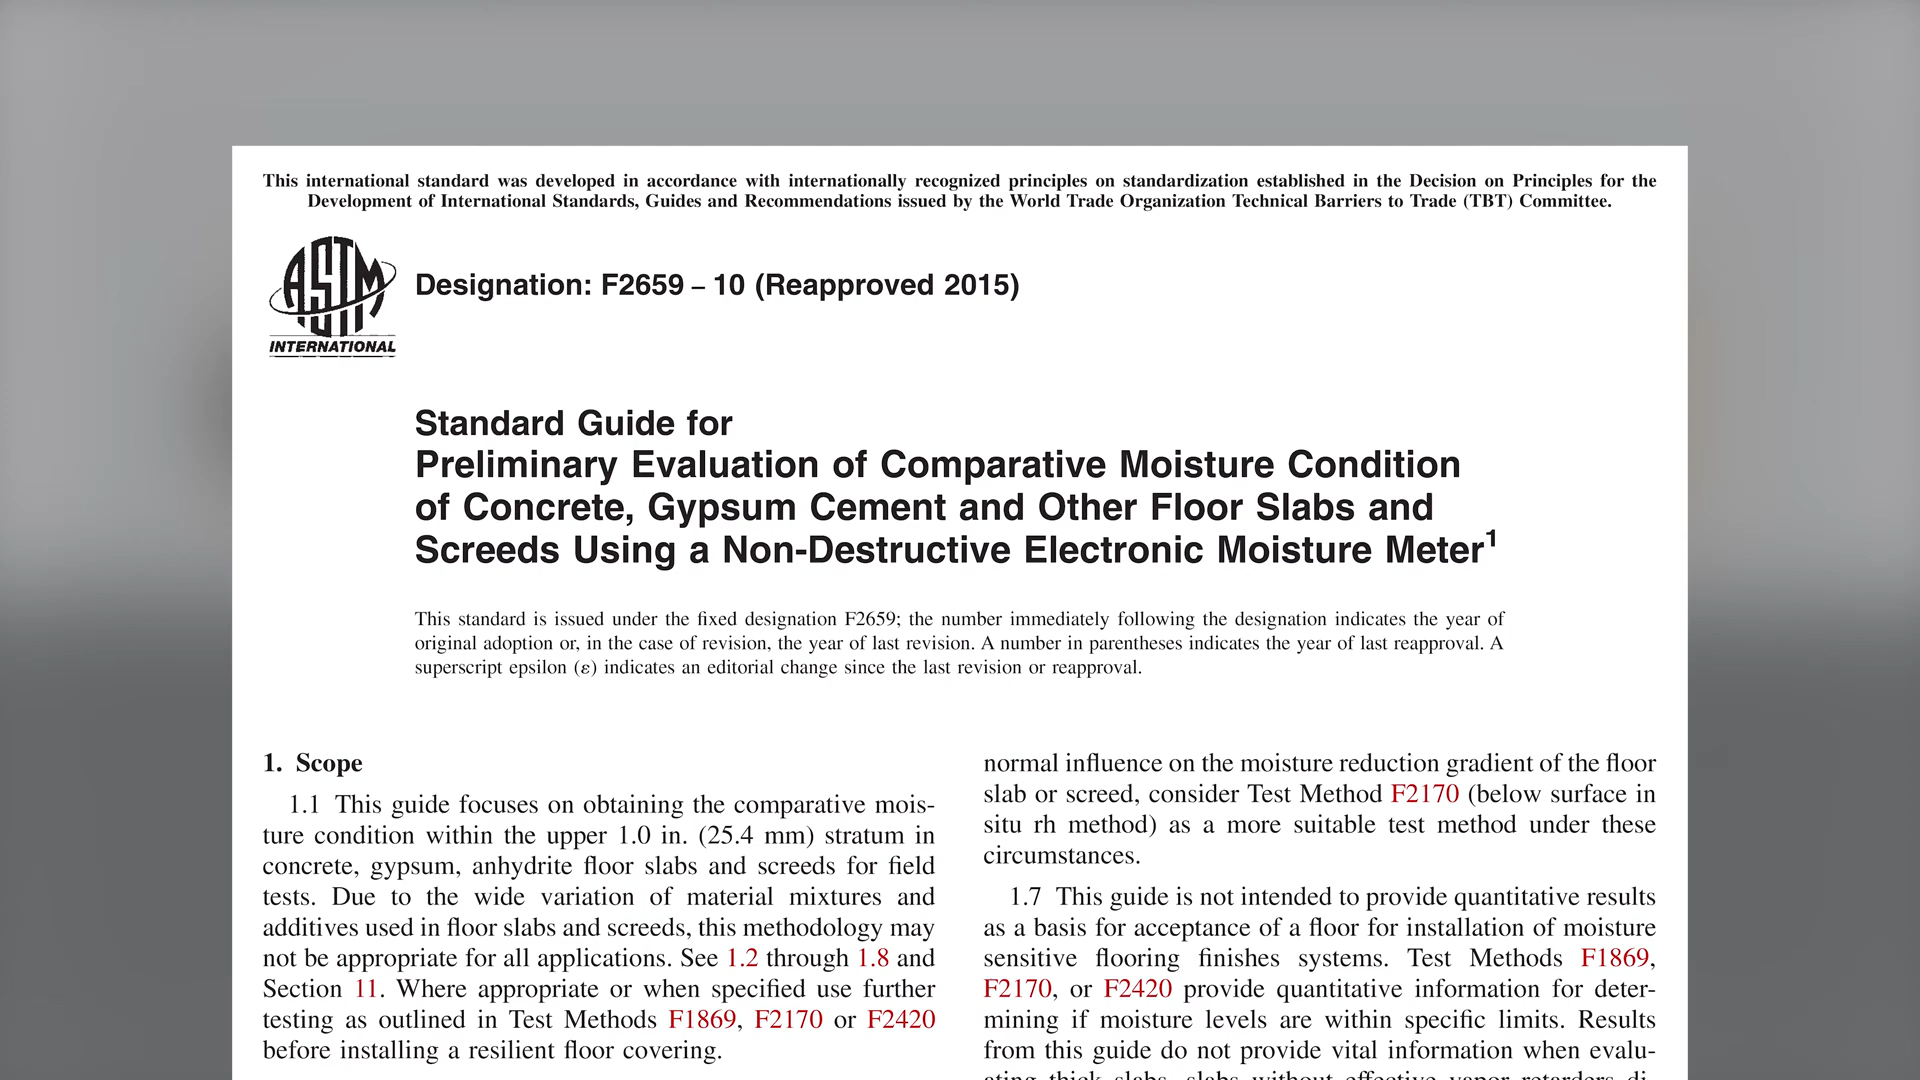 This international standard was developed in accordance with internationally recognized principles on standardization established in the Decision on Principles for the
Development of International Standards, Guides and Recommendations issued by the World Trade Organization Technical Barriers to Trade (TBT) Committee.
ASTM
INTERNATIONAL
Designation: F2659 – 10 (Reapproved 2015)
Standard Guide for
Preliminary Evaluation of Comparative Moisture Condition
of Concrete, Gypsum Cement and Other Floor Slabs and
Screeds Using a Non-Destructive Electronic Moisture Meter¹
This standard is issued under the fixed designation F2659; the number immediately following the designation indicates the year of
original adoption or, in the case of revision, the year of last revision. A number in parentheses indicates the year of last reapproval. A
superscript epsilon (ε) indicates an editorial change since the last revision or reapproval.
1. Scope
1.1 This guide focuses on obtaining the comparative mois-
ture condition within the upper 1.0 in. (25.4 mm) stratum in
concrete, gypsum, anhydrite floor slabs and screeds for field
tests. Due to the wide variation of material mixtures and
additives used in floor slabs and screeds, this methodology may
not be appropriate for all applications. See 1.2 through 1.8 and
Section 11. Where appropriate or when specified use further
testing as outlined in Test Methods F1869, F2170 or F2420
before installing a resilient floor covering.
normal influence on the moisture reduction gradient of the floor
slab or screed, consider Test Method F2170 (below surface in
situ rh method) as a more suitable test method under these
circumstances.
1.7 This guide is not intended to provide quantitative results
as a basis for acceptance of a floor for installation of moisture
sensitive flooring finishes systems. Test Methods F1869,
F2170, or F2420 provide quantitative information for deter-
mining if moisture levels are within specific limits. Results
from this guide do not provide vital information when evalu-
ating thick slabs, slabs without effective vapor retarders di-